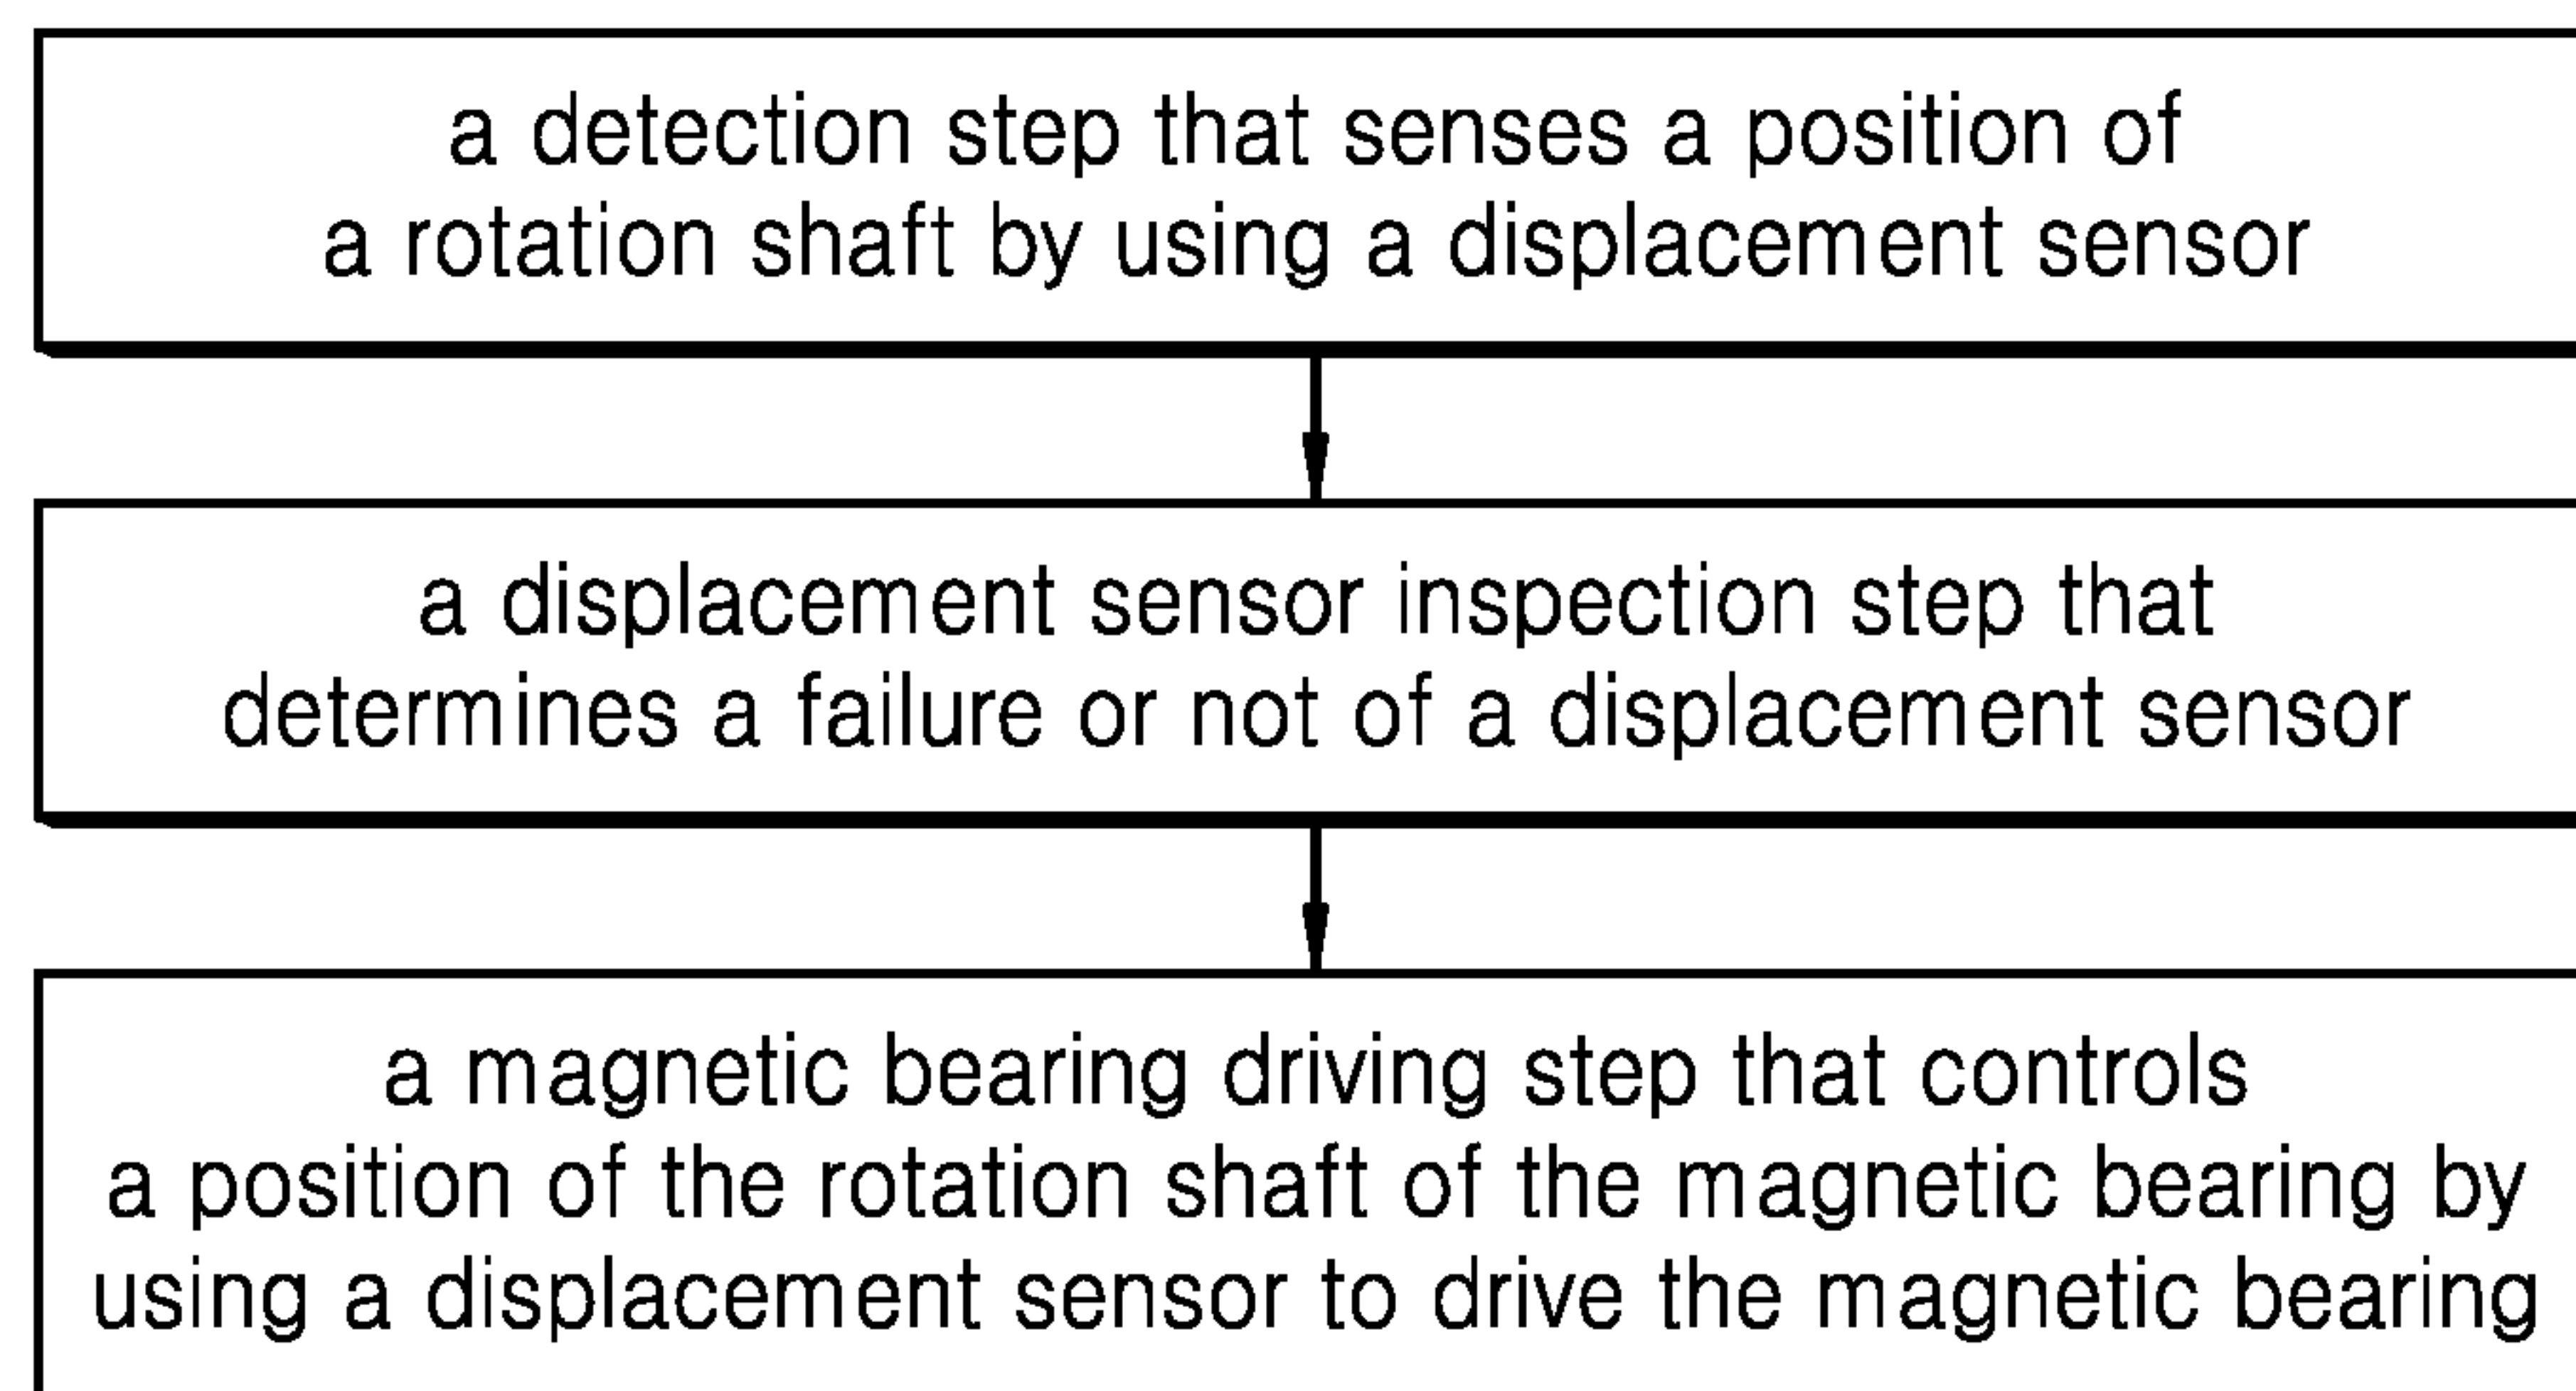 a detection step that senses a position of
a rotation shaft by using a displacement sensor
a displacement sensor inspection step that
determines a failure or not of a displacement sensor
a magnetic bearing driving step that controls
a position of the rotation shaft of the magnetic bearing by
using a displacement sensor to drive the magnetic bearing